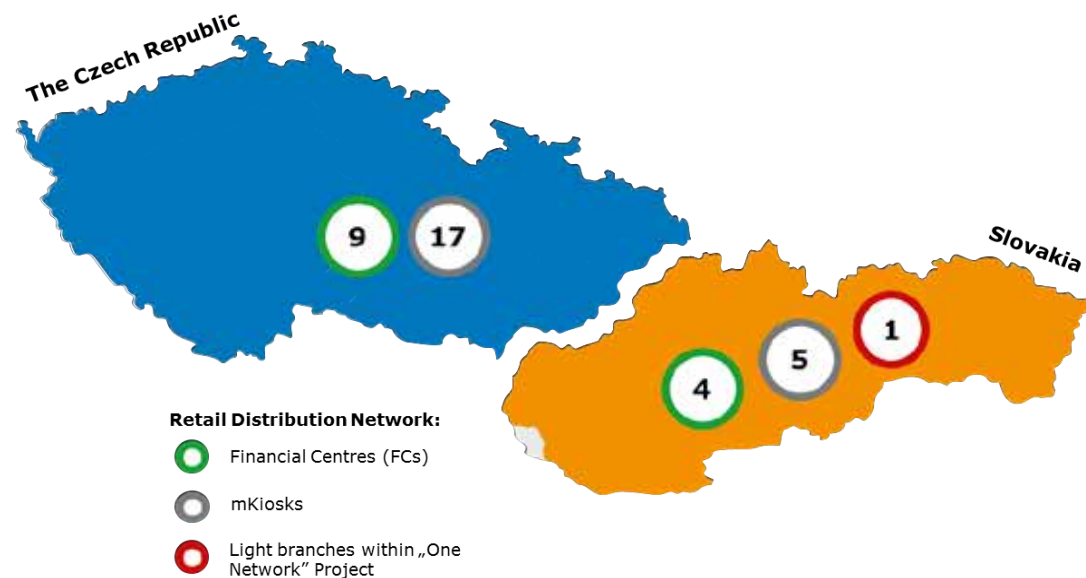 The Czech Republic
9
17
Slovakia
1
5
4
Retail Distribution Network:
Financial Centres (FCs)
mKiosks
Light branches within „One
Network” Project